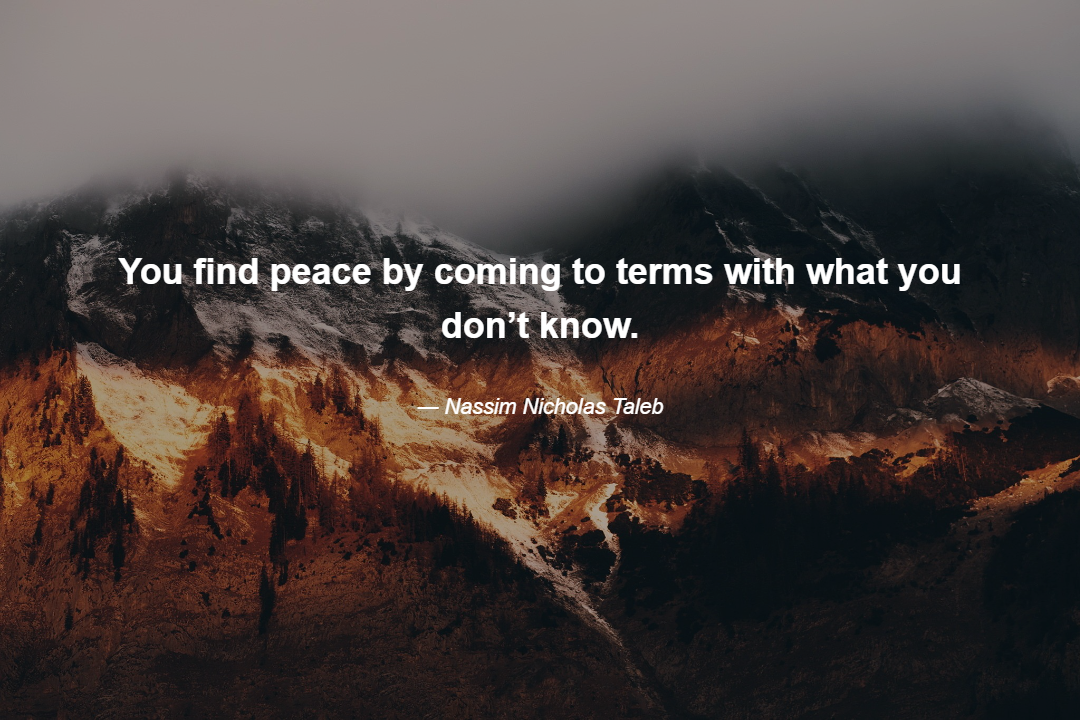 You find peace by coming to terms with what you
don’t know.
— Nassim Nicholas Taleb